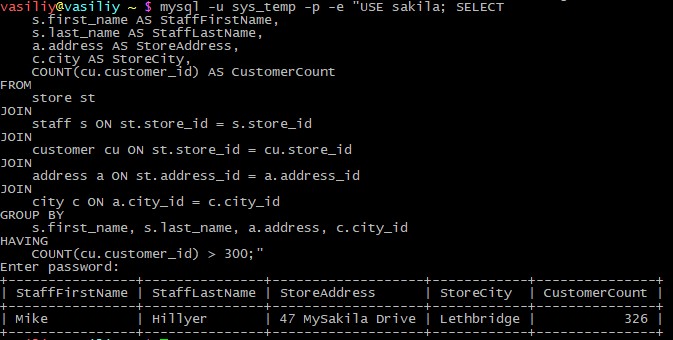 vasiliy@vasiliy ~ $ mysql -u sys_temp -p -e "USE sakila; SELECT
    s.first_name AS StaffFirstName,
    s.last_name AS StaffLastName,
    a.address AS StoreAddress,
    c.city AS StoreCity,
    COUNT(cu.customer_id) AS CustomerCount
FROM
    store st
JOIN
    staff s ON st.store_id = s.store_id
JOIN
    customer cu ON st.store_id = cu.store_id
JOIN
    address a ON st.address_id = a.address_id
JOIN
    city c ON a.city_id = c.city_id
GROUP BY
    s.first_name, s.last_name, a.address, c.city_id
HAVING
    COUNT(cu.customer_id) > 300;"
Enter password:
+----------------+---------------+-------------------+------------+---------------+
| StaffFirstName | StaffLastName | StoreAddress      | StoreCity  | CustomerCount |
+----------------+---------------+-------------------+------------+---------------+
| Mike           | Hillyer       | 47 MySakila Drive | Lethbridge |           326 |
+----------------+---------------+-------------------+------------+---------------+